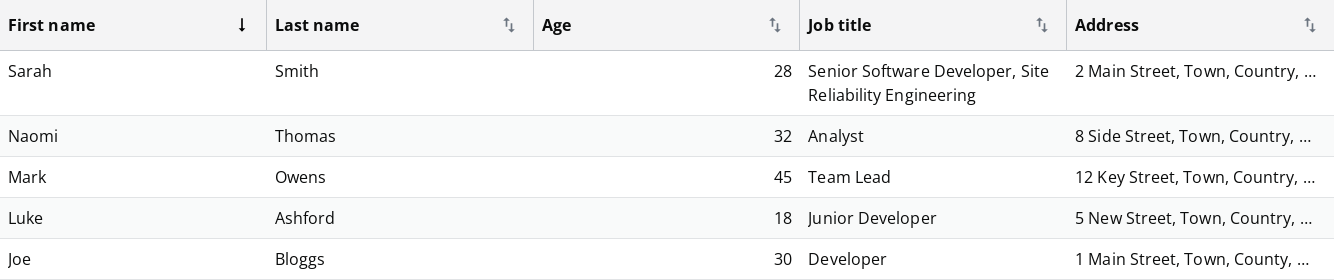 First name Last name Age Job title Address
Sarah Smith 28 Senior Software Developer, Site 2 Main Street, Town, Country, ...
Reliability Engineering
Naomi Thomas 32 Analyst 8 Side Street, Town, Country, ...
Mark Owens 45 Team Lead 12 Key Street, Town, Country, ...
Luke Ashford 18 Junior Developer 5 New Street, Town, Country, ...
Joe Bloggs 30 Developer 1 Main Street, Town, County, ...